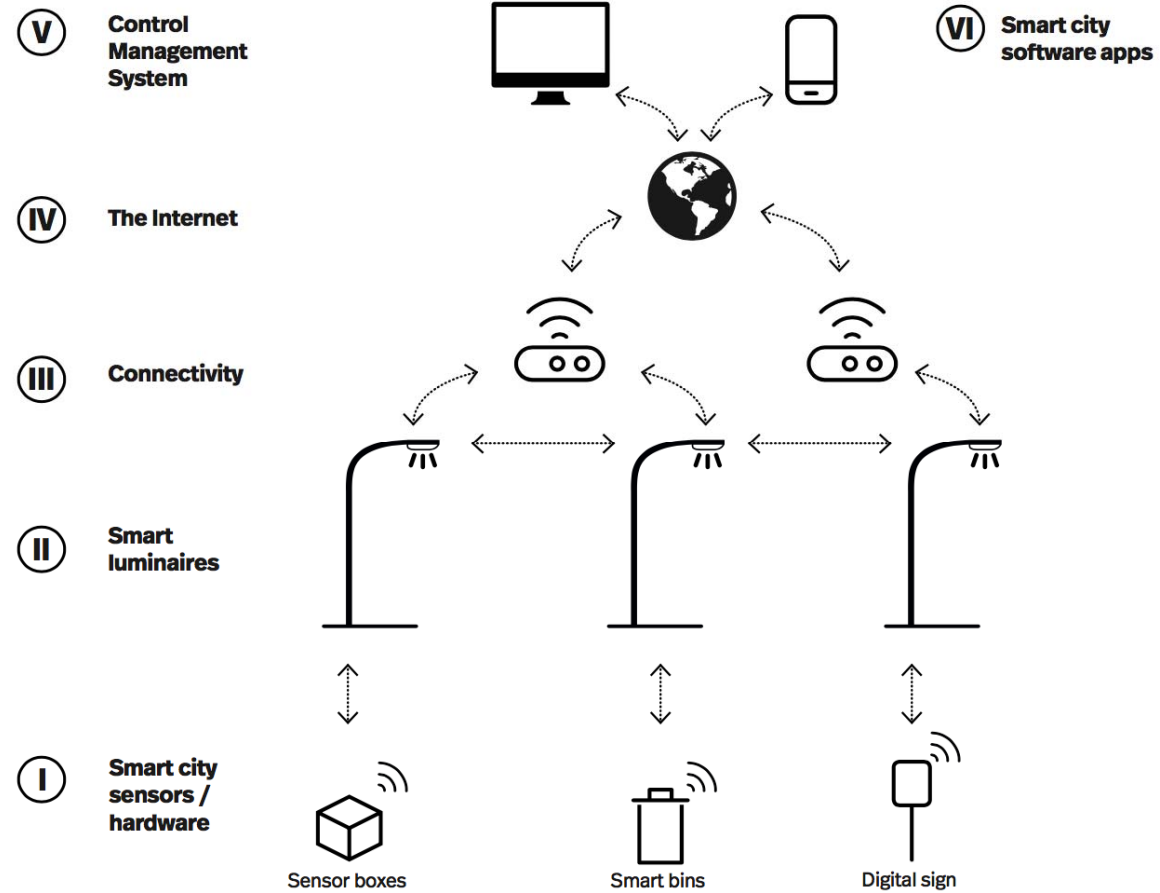 V
Control
Management
System
VI
Smart city
software apps
IV
The Internet
III
Connectivity
II
Smart
luminaires
I
Smart city
sensors /
hardware
Sensor boxes
Smart bins
Digital sign